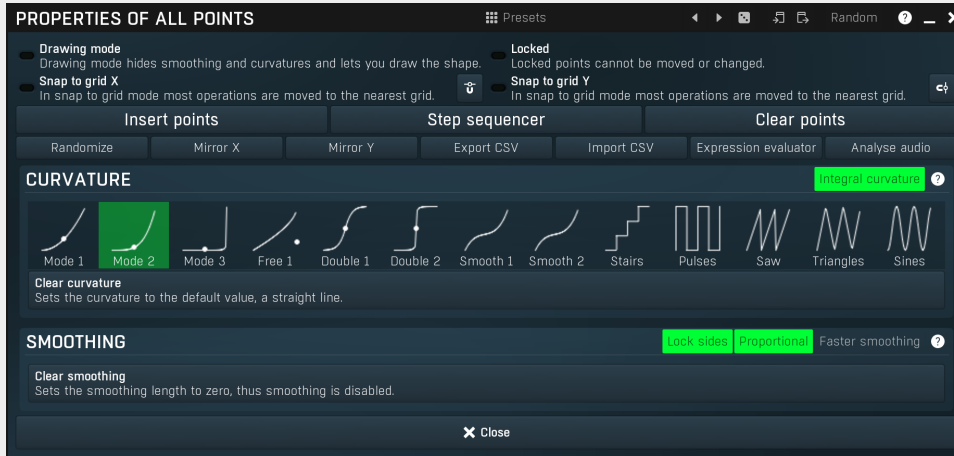 PROPERTIES OF ALL POINTS Presets Random ?
Drawing mode
Drawing mode hides smoothing and curvatures and lets you draw the shape.
Locked
Locked points cannot be moved or changed.
Snap to grid X
In snap to grid mode most operations are moved to the nearest grid.
Snap to grid Y
In snap to grid mode most operations are moved to the nearest grid.
Insert points Step sequencer Clear points
Randomize Mirror X Mirror Y Export CSV Import CSV Expression evaluator Analyse audio
CURVATURE Integral curvature ?
Mode 1 Mode 2 Mode 3 Free 1 Double 1 Double 2 Smooth 1 Smooth 2 Stairs Pulses Saw Triangles Sines
Clear curvature
Sets the curvature to the default value, a straight line.
SMOOTHING Lock sides Proportional Faster smoothing ?
Clear smoothing
Sets the smoothing length to zero, thus smoothing is disabled.
Close